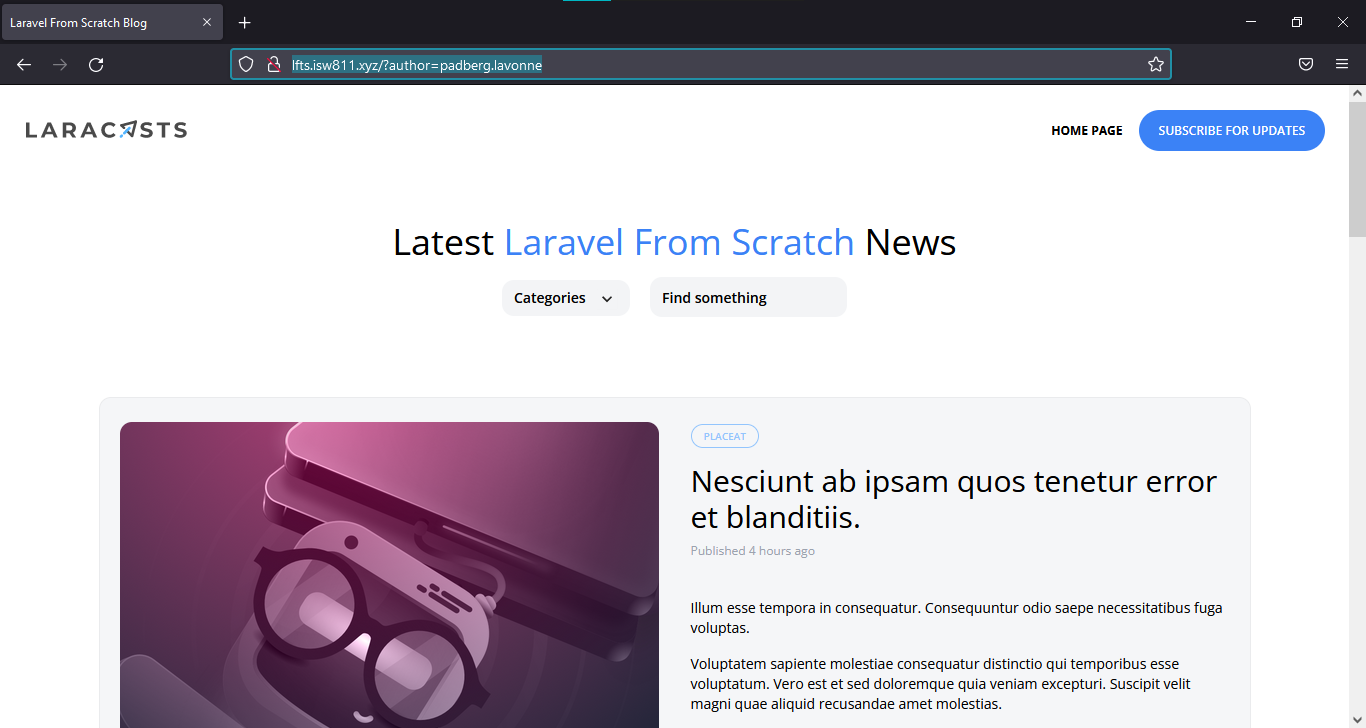 Laravel From Scratch Blog
lfts.isw811.xyz/?author=padberg.lavonne
LARACASTS
HOME PAGE
SUBSCRIBE FOR UPDATES
Latest Laravel From Scratch News
Categories
Find something
PLACEAT
Nesciunt ab ipsam quos tenetur error
et blanditiis.
Published 4 hours ago
Illum esse tempora in consequatur. Consequuntur odio saepe necessitatibus fuga
voluptas.
Voluptatem sapiente molestiae consequatur distinctio qui temporibus esse
voluptatum. Vero est et sed doloremque quia veniam excepturi. Suscipit velit
magni quae aliquid recusandae amet molestias.